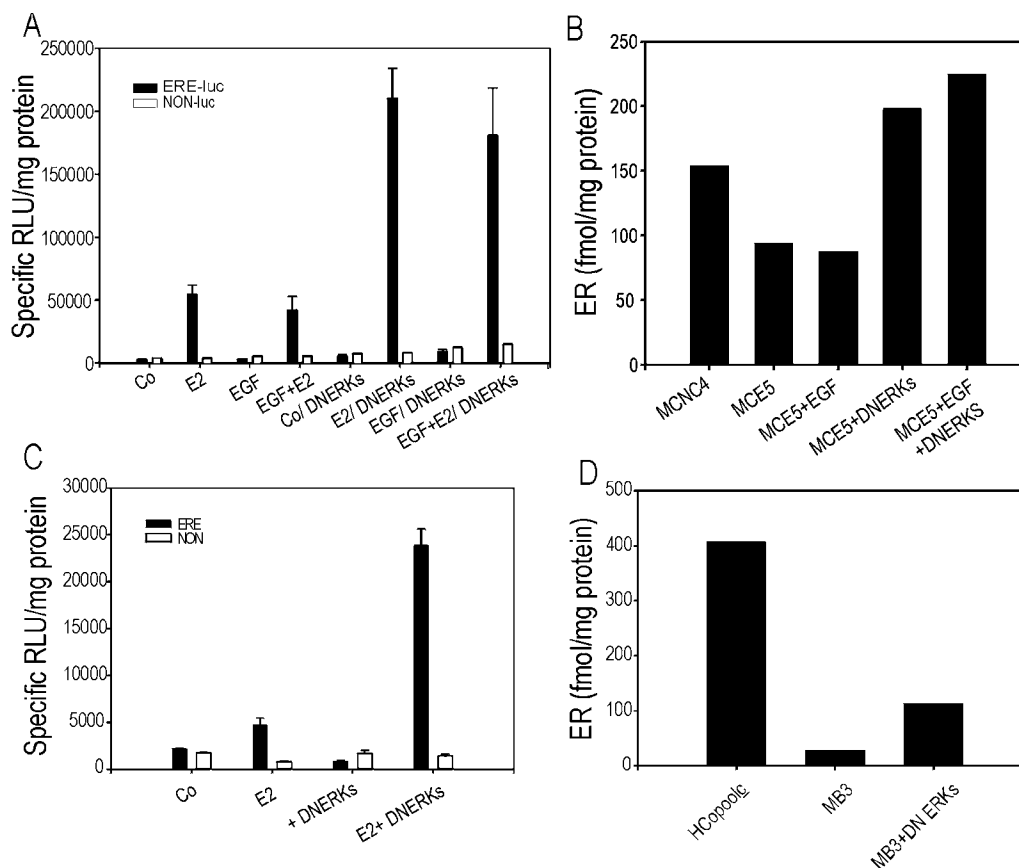 A
Specific RLU/mg protein
250000
200000
150000
100000
50000
0
ERE-luc
NON-luc
Co
E2
EGF
EGF+E2
Co/ DNERKs
E2/ DNERKs
EGF/ DNERKs
EGF+E2/ DNERKs
B
ER (fmol/mg protein)
250
200
150
100
50
0
MCNC4
MCE5
MCE5+EGF
MCE5+DNERKs
MCE5+EGF
+DNERKS
C
Specific RLU/mg protein
30000
25000
20000
15000
10000
5000
0
ERE
NON
Co
E2
+ DNERKs
E2+ DNERKs
D
ER (fmol/mg protein)
500
400
300
200
100
0
HCopoolc
MB3
MB3+DN ERKs